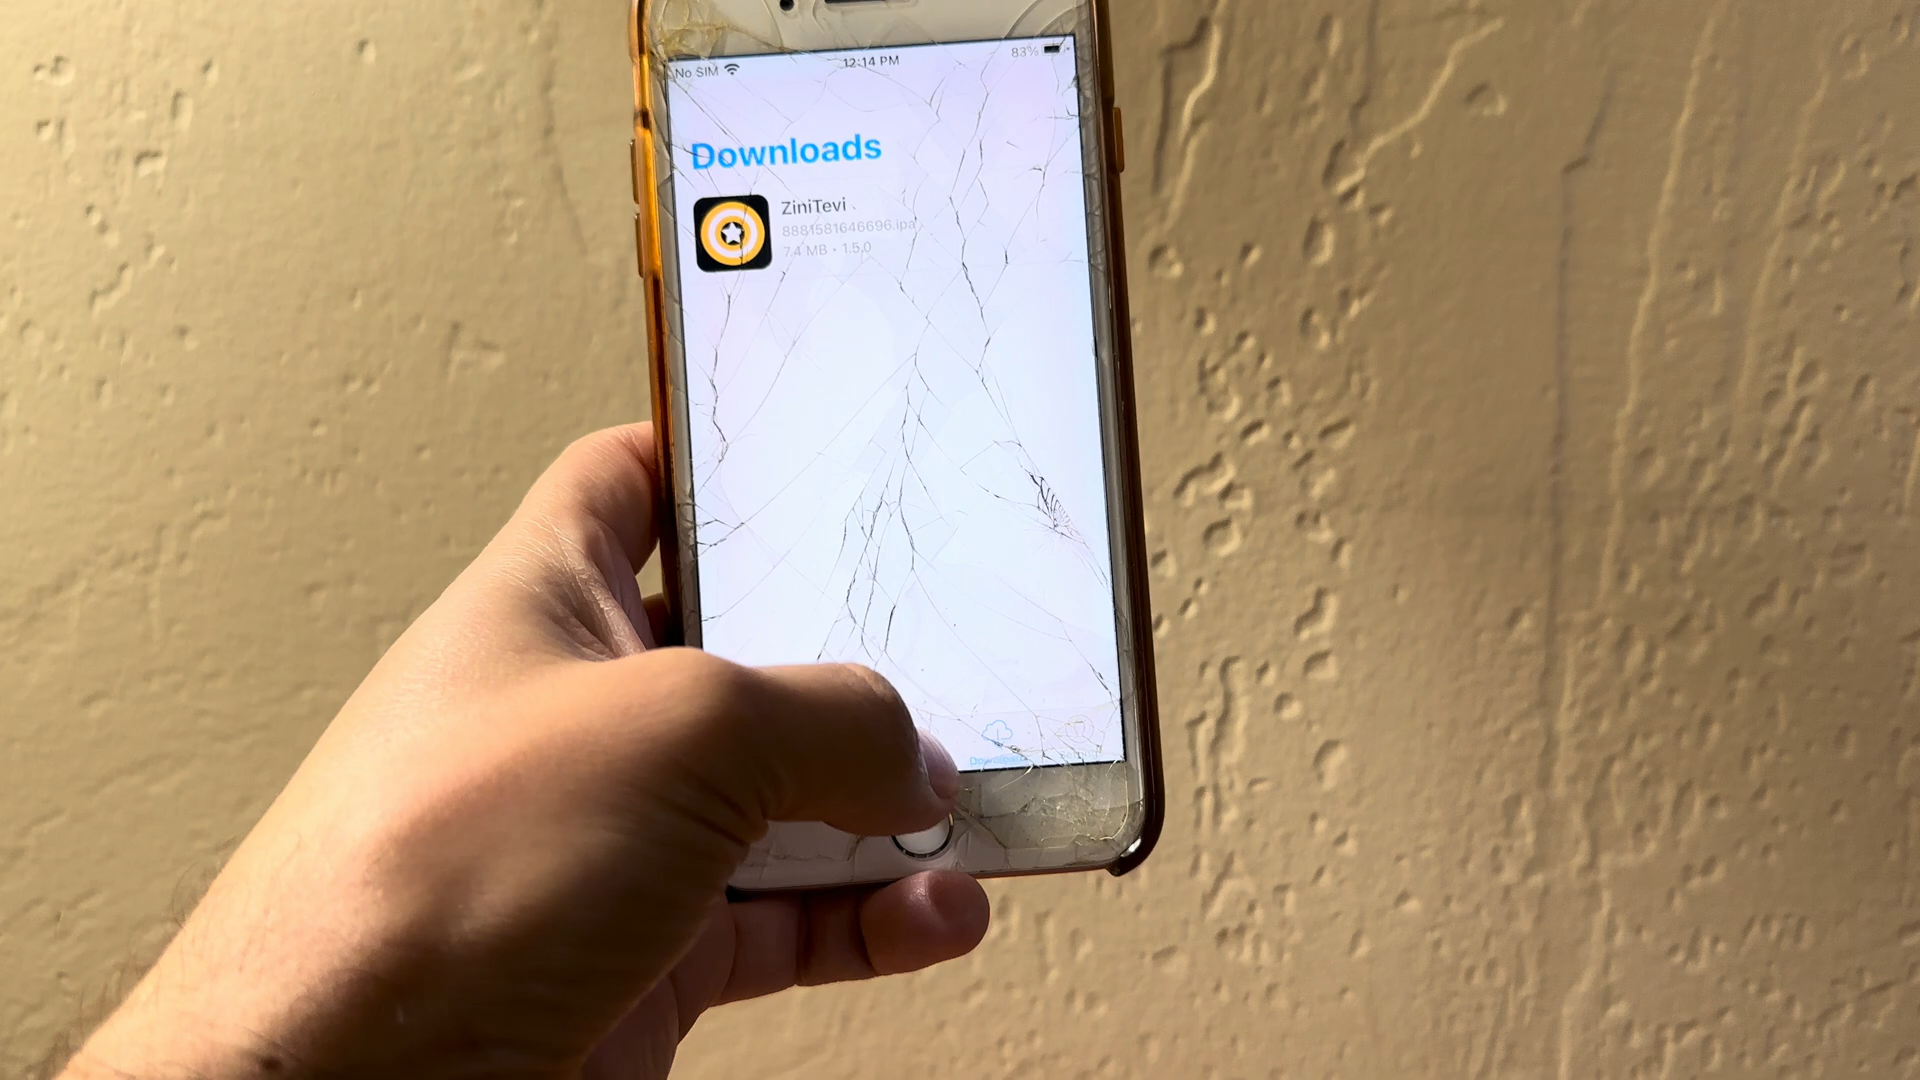 No SIM
12:14 PM
83%
Downloads
ZiniTevi
8881581646696.ipa
7.4 MB • 1.5.0